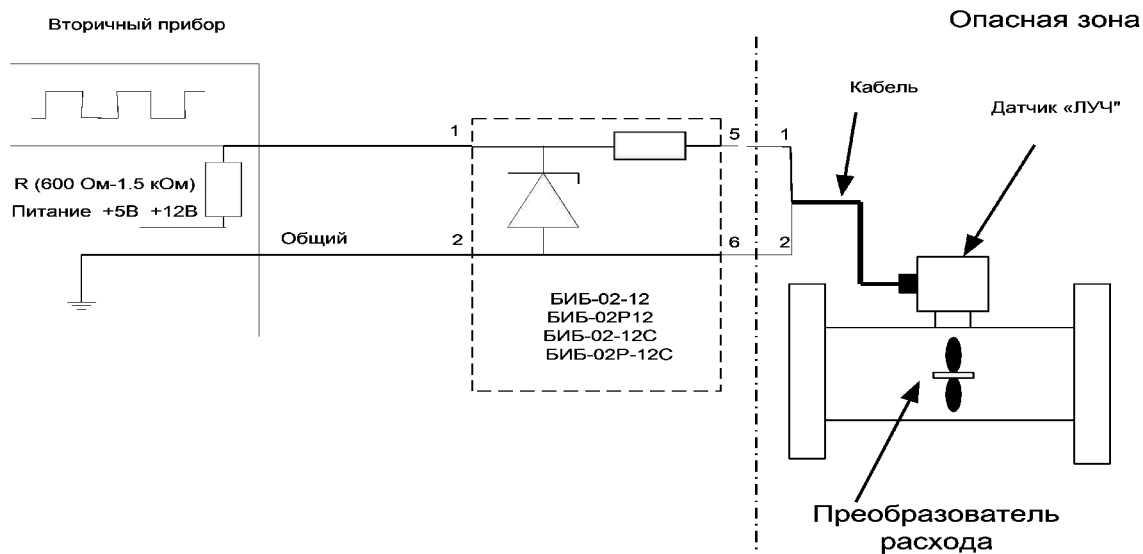 Вторичный прибор
Опасная зона
Кабель
Датчик «ЛУЧ"
1
5
1
R (600 Ом-1.5 кОм)
Питание +5В +12В
Общий
2
6
2
БИБ-02-12
БИБ-02Р12
БИБ-02-12С
БИБ-02Р-12С
Преобразователь
расхода